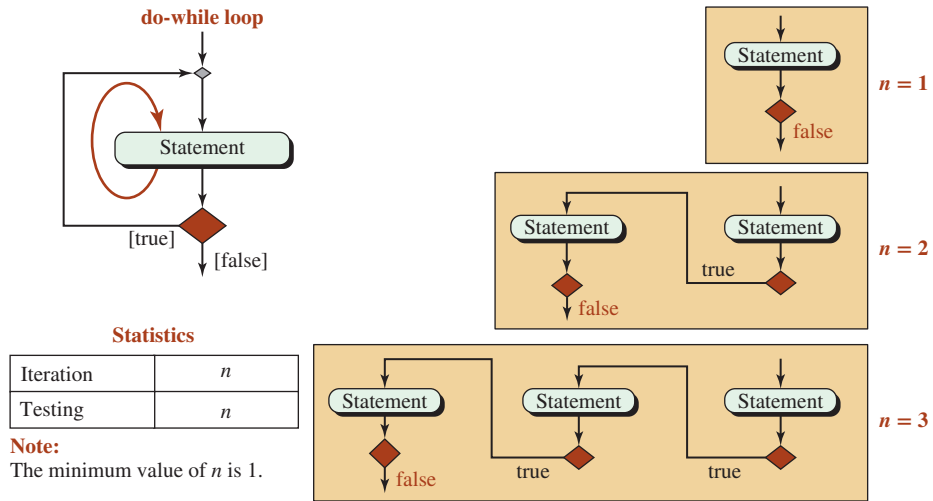 do-while loop
Statement
[true]
[false]
Statistics
Iteration n
Testing n
Note:
The minimum value of n is 1.
Statement
false
n = 1
Statement Statement
true
false
n = 2
Statement Statement Statement
true true
false
n = 3